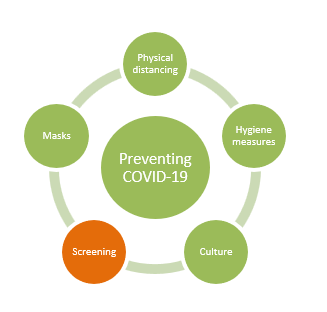 Physical
distancing
Hygiene
measures
Culture
Screening
Masks
Preventing
COVID-19